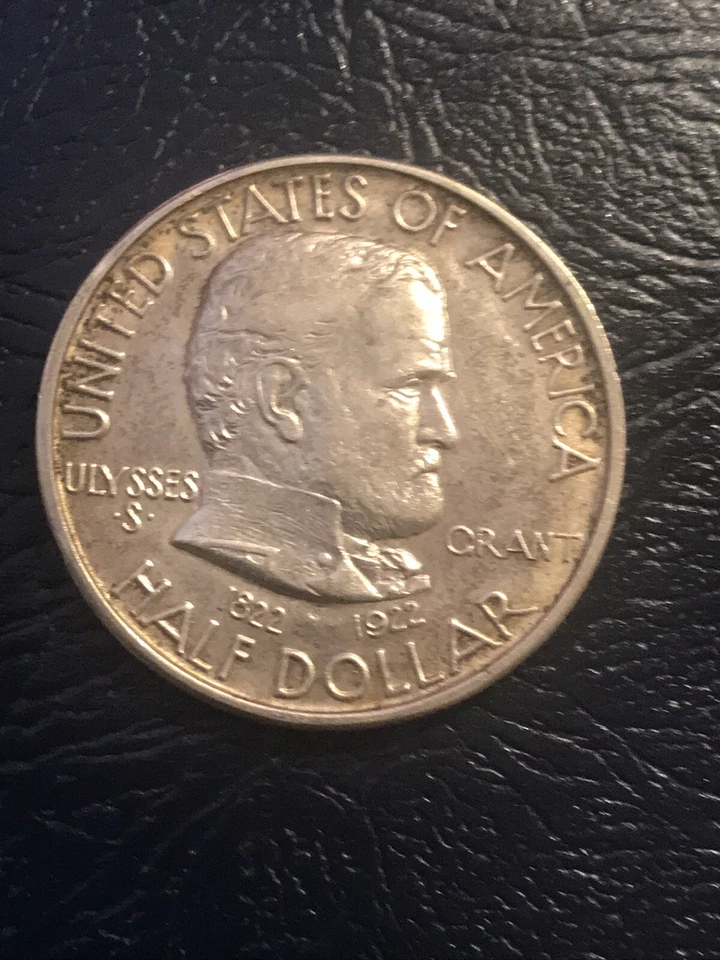 UNITED STATES OF AMERICA
ULYSSES
·S·
GRANT
1822 1922
HALF DOLLAR